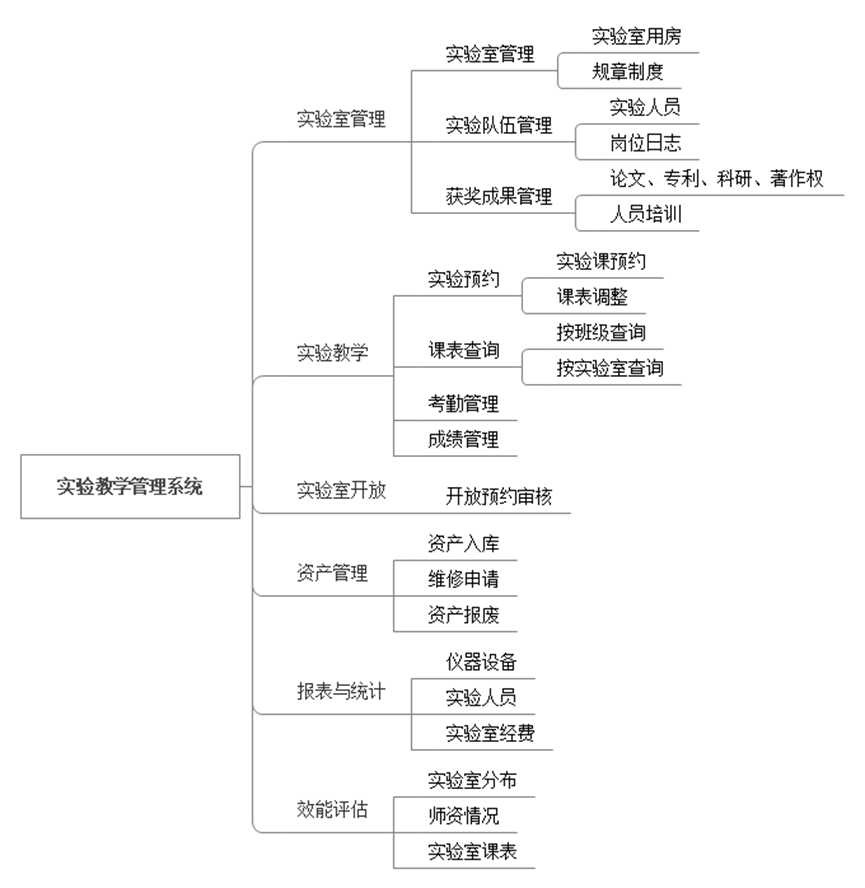 实验教学管理系统
实验室管理
实验室管理
实验室用房
规章制度
实验队伍管理
实验人员
岗位日志
获奖成果管理
论文、专利、科研、著作权
人员培训
实验教学
实验预约
实验课预约
课表调整
课表查询
按班级查询
按实验室查询
考勤管理
成绩管理
实验室开放
开放预约审核
资产管理
资产入库
维修申请
资产报废
报表与统计
仪器设备
实验人员
实验室经费
效能评估
实验室分布
师资情况
实验室课表